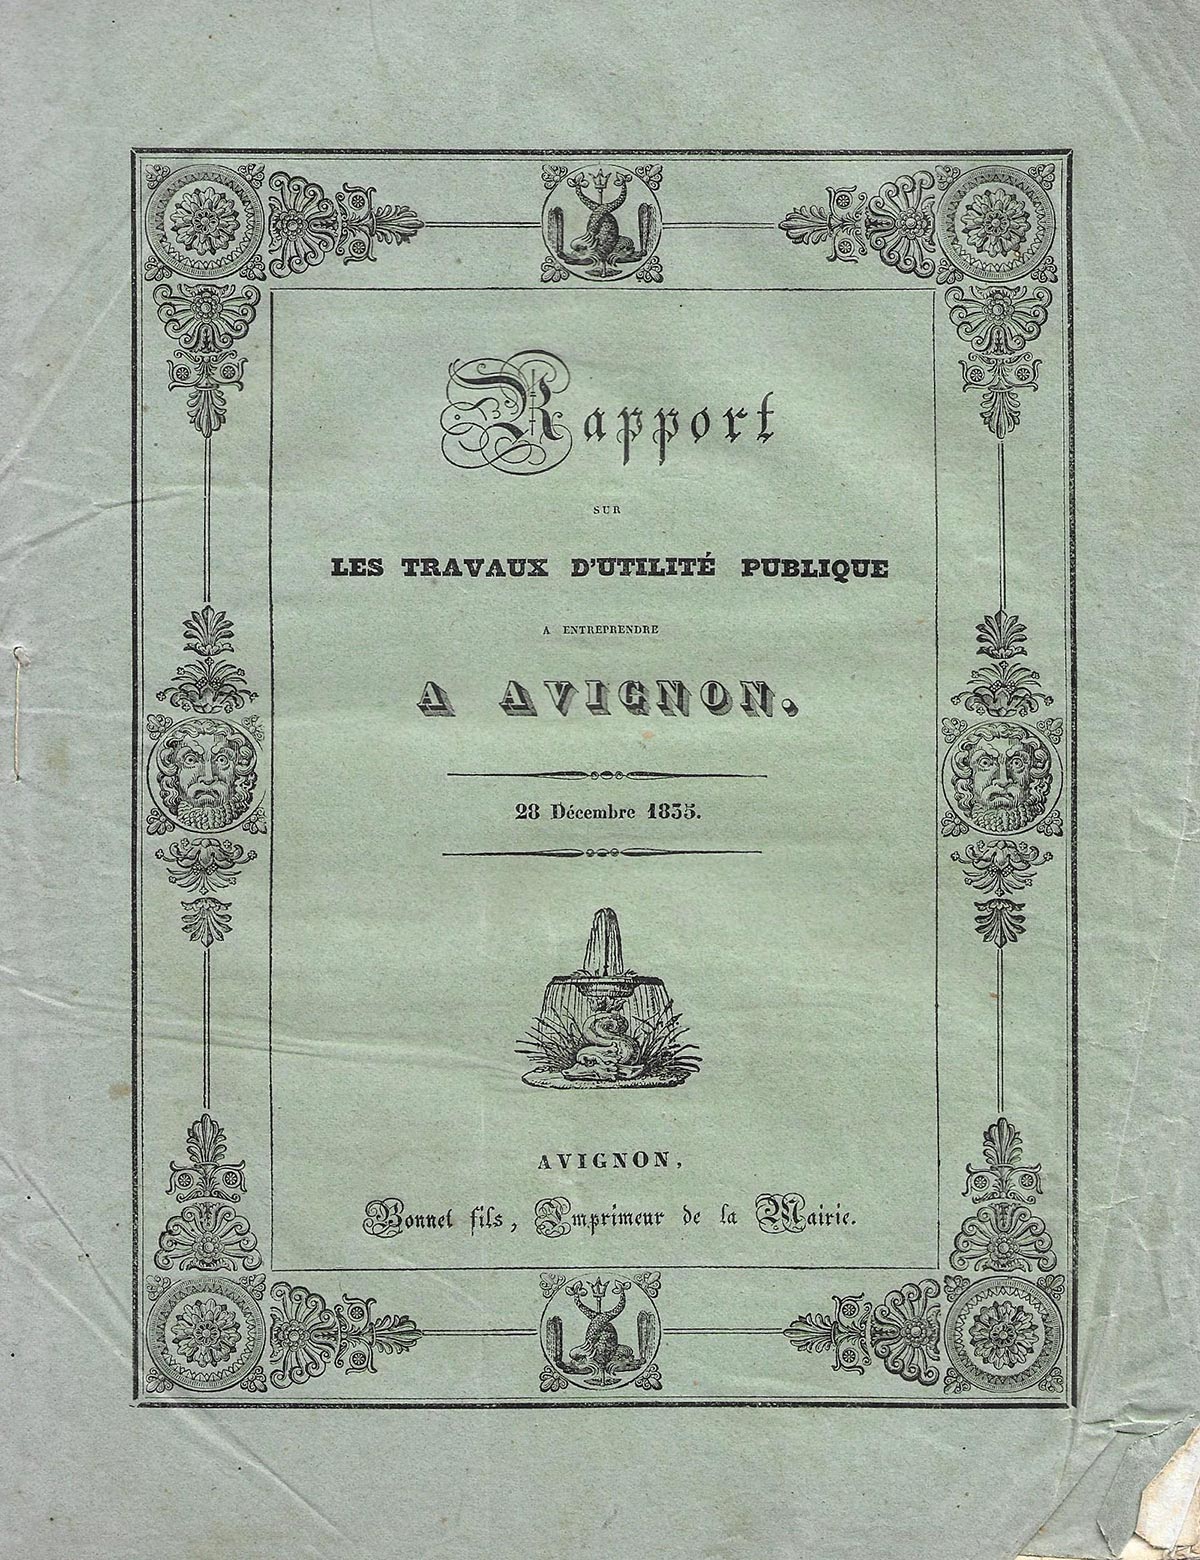 Rapport
SUR
LES TRAVAUX D'UTILITÉ PUBLIQUE
A ENTREPRENDRE
A AVIGNON.
28 Décembre 1835.
AVIGNON,
Bonnet fils, Imprimeur de la Mairie.